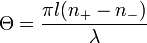 Θ = πl(n₊ − n₋) / λ